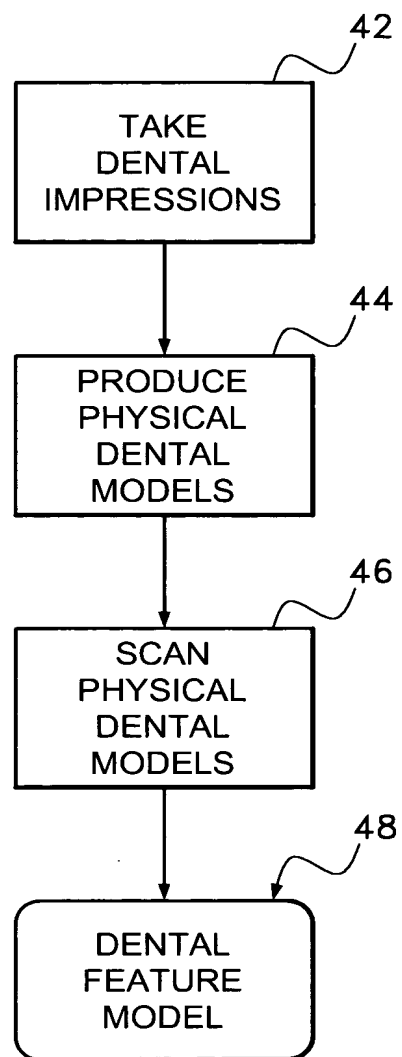 42
TAKE
DENTAL
IMPRESSIONS
44
PRODUCE
PHYSICAL
DENTAL
MODELS
46
SCAN
PHYSICAL
DENTAL
MODELS
48
DENTAL
FEATURE
MODEL